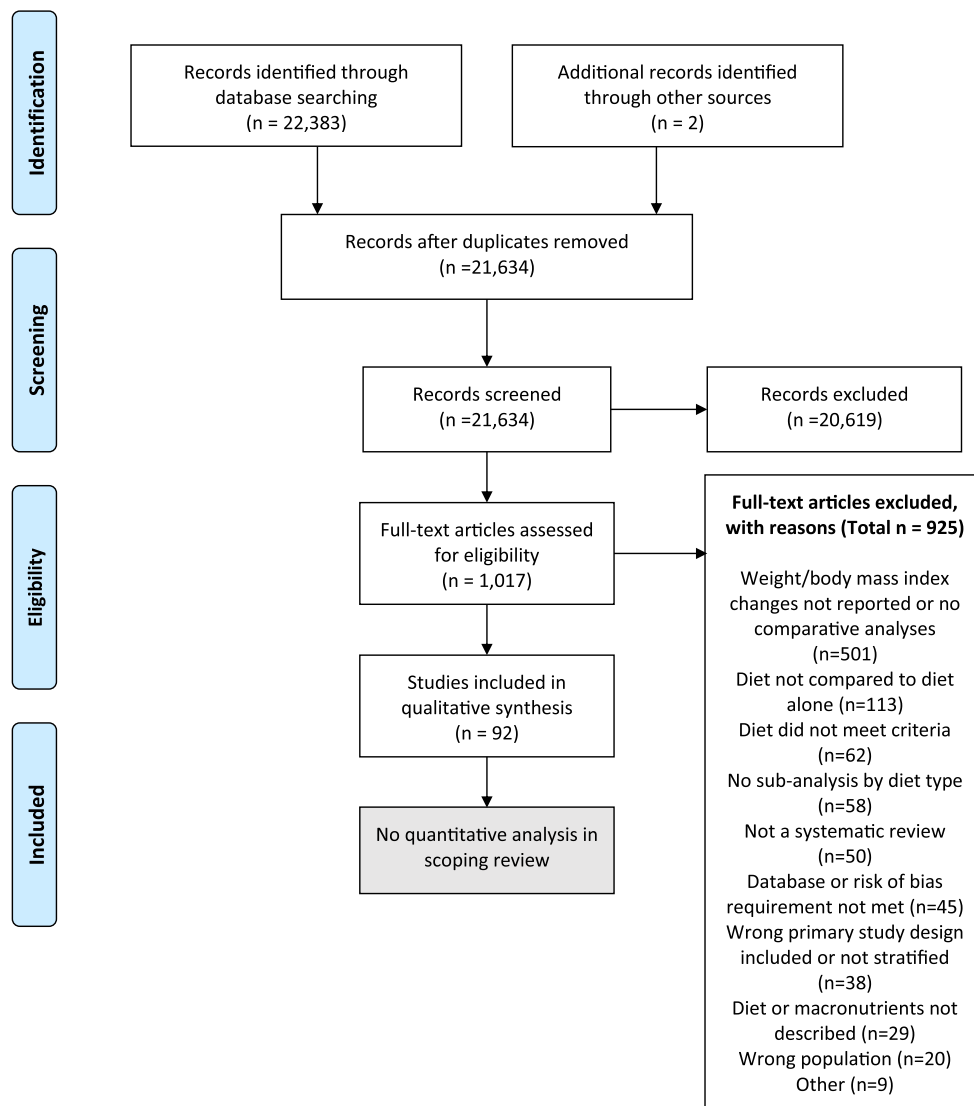 Identification
Records identified through
database searching
(n = 22,383)
Additional records identified
through other sources
(n = 2)
Records after duplicates removed
(n =21,634)
Screening
Records screened
(n =21,634)
Records excluded
(n =20,619)
Eligibility
Full-text articles assessed
for eligibility
(n = 1,017)
Full-text articles excluded,
with reasons (Total n = 925)
Weight/body mass index
changes not reported or no
comparative analyses
(n=501)
Diet not compared to diet
alone (n=113)
Diet did not meet criteria
(n=62)
No sub-analysis by diet type
(n=58)
Not a systematic review
(n=50)
Database or risk of bias
requirement not met (n=45)
Wrong primary study design
included or not stratified
(n=38)
Diet or macronutrients not
described (n=29)
Wrong population (n=20)
Other (n=9)
Studies included in
qualitative synthesis
(n = 92)
Included
No quantitative analysis in
scoping review